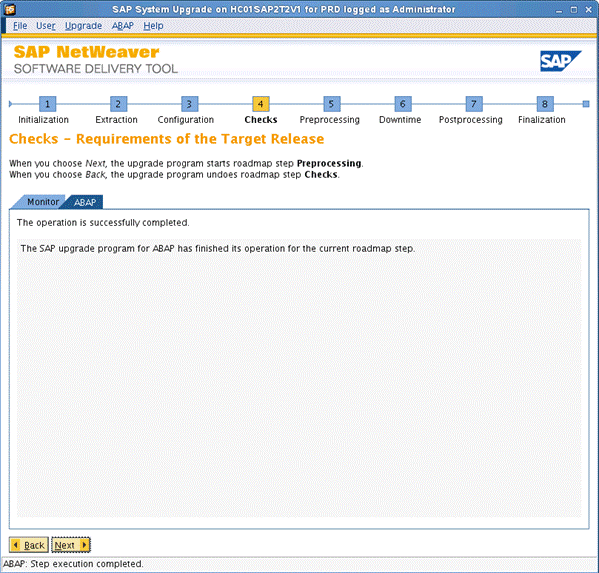 SAP System Upgrade on HC01SAP2T2V1 for PRD logged as Administrator
File User Upgrade ABAP Help
SAP NetWeaver
SOFTWARE DELIVERY TOOL
SAP
1 2 3 4 5 6 7 8
Initialization Extraction Configuration Checks Preprocessing Downtime Postprocessing Finalization
Checks - Requirements of the Target Release
When you choose Next, the upgrade program starts roadmap step Preprocessing.
When you choose Back, the upgrade program undoes roadmap step Checks.
Monitor ABAP
The operation is successfully completed.
The SAP upgrade program for ABAP has finished its operation for the current roadmap step.
Back Next
ABAP: Step execution completed.